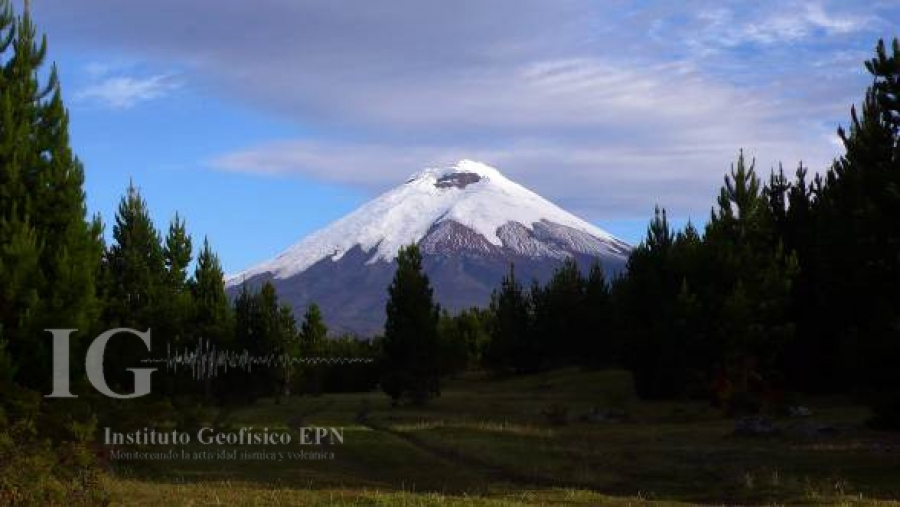 IG
Instituto Geofísico EPN
Monitoreando la actividad sísmica y volcánica